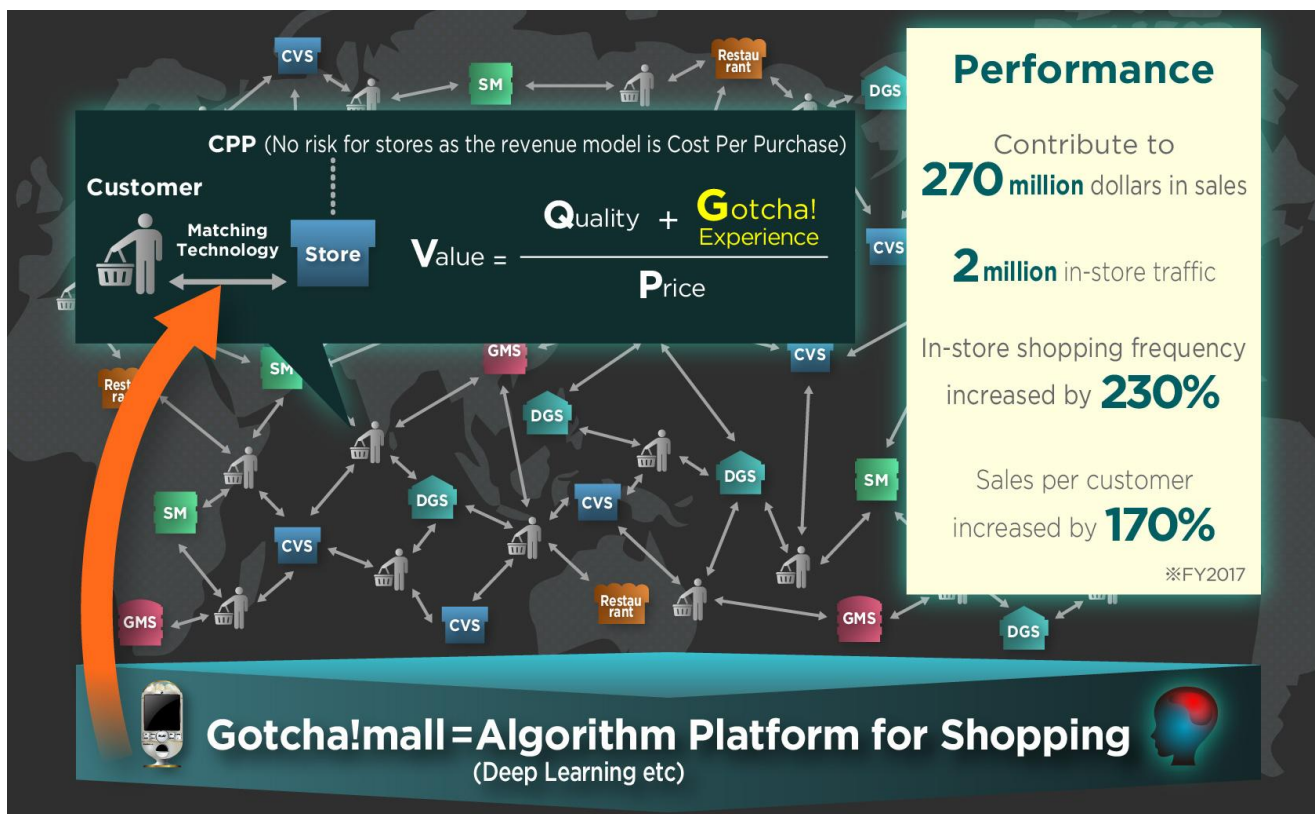 CVS
SM
Restau
rant
DGS
CPP (No risk for stores as the revenue model is Cost Per Purchase)
Customer
Matching
Technology
Store
Value = Quality + Gotcha!
Experience
Price
CVS
Performance
Contribute to
270 million dollars in sales
2 million in-store traffic
In-store shopping frequency
increased by 230%
Sales per customer
increased by 170%
※FY2017
GMS
CVS
SM
Restau
rant
DGS
DGS
SM
DGS
CVS
SM
CVS
Restau
rant
GMS
CVS
GMS
DGS
Gotcha!mall=Algorithm Platform for Shopping
(Deep Learning etc)